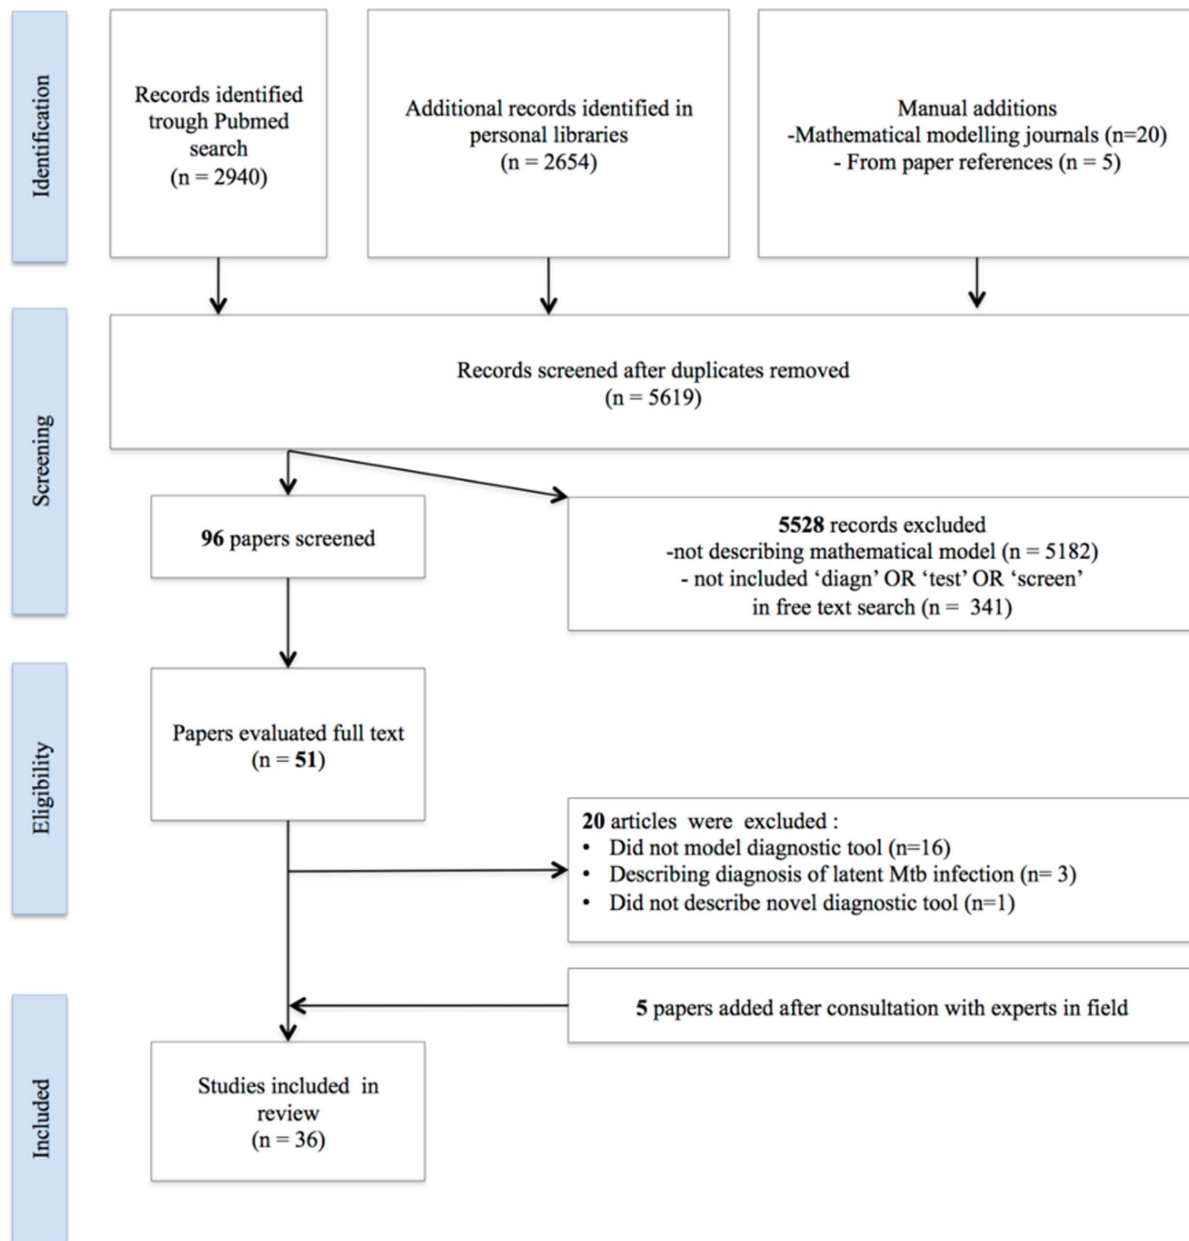 Identification
Records identified
trough Pubmed
search
(n = 2940)
Additional records identified in
personal libraries
(n = 2654)
Manual additions
-Mathematical modelling journals (n=20)
- From paper references (n = 5)
Screening
Records screened after duplicates removed
(n = 5619)
96 papers screened
5528 records excluded
-not describing mathematical model (n = 5182)
- not included ‘diagn’ OR ‘test’ OR ‘screen’
in free text search (n = 341)
Eligibility
Papers evaluated full text
(n = 51)
20 articles were excluded :
• Did not model diagnostic tool (n=16)
• Describing diagnosis of latent Mtb infection (n= 3)
• Did not describe novel diagnostic tool (n=1)
5 papers added after consultation with experts in field
Included
Studies included in
review
(n = 36)